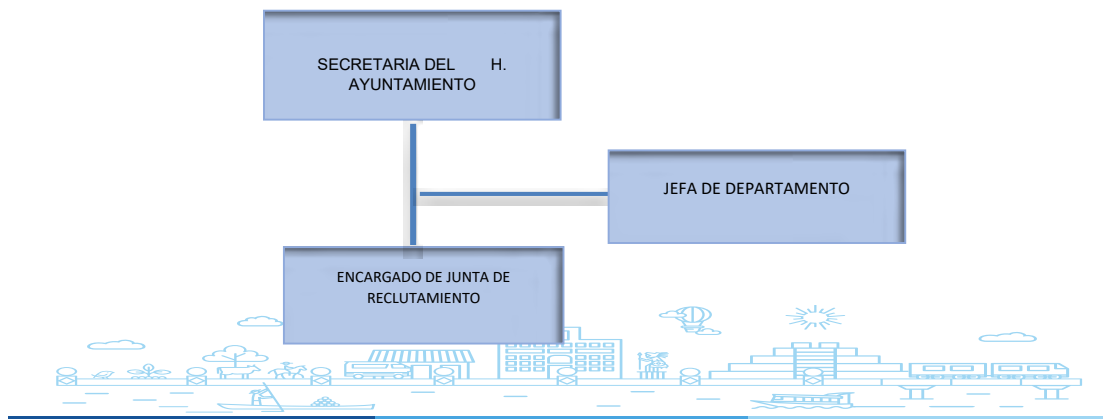 SECRETARIA DEL H.
AYUNTAMIENTO
JEFA DE DEPARTAMENTO
ENCARGADO DE JUNTA DE
RECLUTAMIENTO